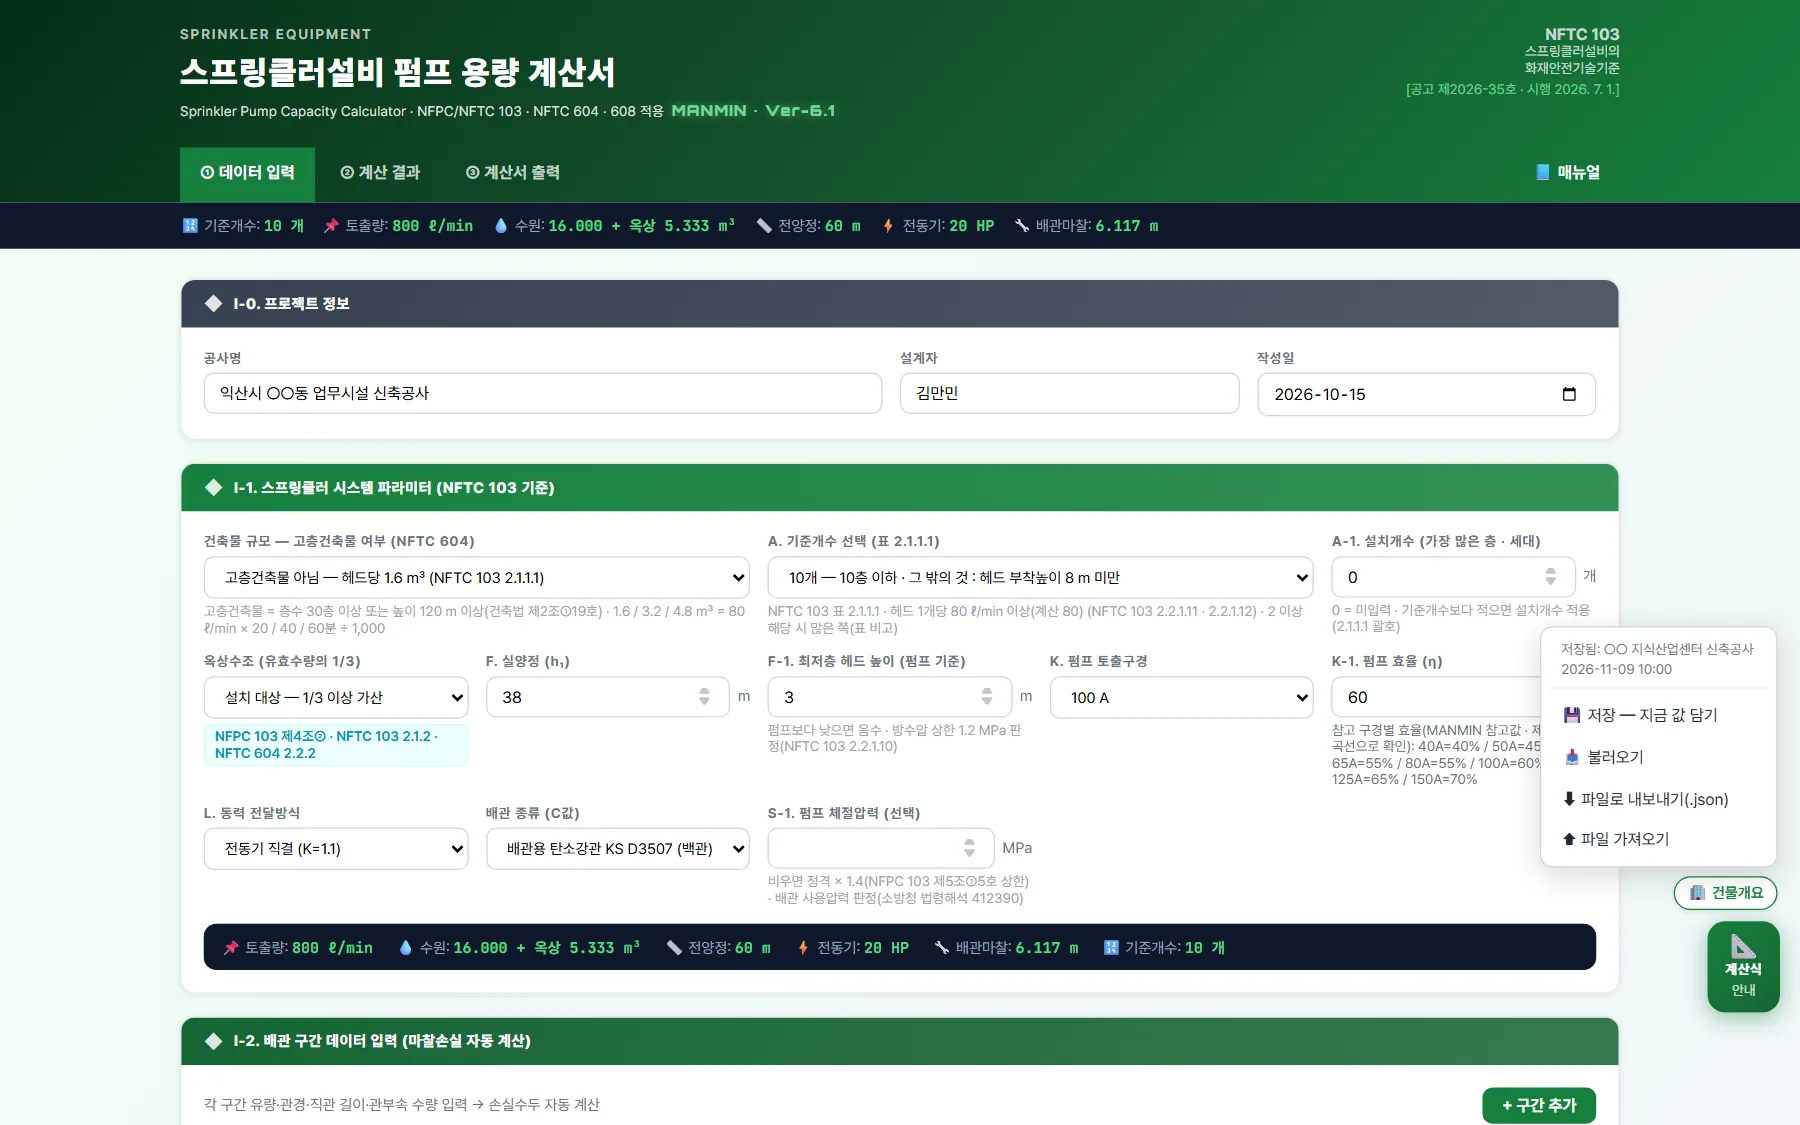 SPRINKLER EQUIPMENT
스프링클러설비 펌프 용량 계산서
Sprinkler Pump Capacity Calculator · NFPC/NFTC 103 · NFTC 604 · 608 적용 MANMIN · Ver-6.1
NFTC 103
스프링클러설비의
화재안전기술기준
[공고 제2026-35호 · 시행 2026. 7. 1.]
① 데이터 입력
② 계산 결과
③ 계산서 출력
매뉴얼
기준개수: 10 개 토출량: 800 ℓ/min 수원: 16.000 + 옥상 5.333 m³ 전양정: 60 m 전동기: 20 HP 배관마찰: 6.117 m
I-0. 프로젝트 정보
공사명
익산시 〇〇동 업무시설 신축공사
설계자
김만민
작성일
2026-10-15
I-1. 스프링클러 시스템 파라미터 (NFTC 103 기준)
건축물 규모 — 고층건축물 여부 (NFTC 604)
고층건축물 아님 — 헤드당 1.6 m³ (NFTC 103 2.1.1.1)
고층건축물 = 층수 30층 이상 또는 높이 120 m 이상(건축법 제2조①19호) · 1.6 / 3.2 / 4.8 m³ = 80
ℓ/min × 20 / 40 / 60분 ÷ 1,000
A. 기준개수 선택 (표 2.1.1.1)
10개 — 10층 이하 · 그 밖의 것 : 헤드 부착높이 8 m 미만
NFTC 103 표 2.1.1.1 · 헤드 1개당 80 ℓ/min 이상(계산 80) (NFTC 103 2.2.1.11 · 2.2.1.12) · 2 이상
해당 시 많은 쪽(표 비고)
A-1. 설치개수 (가장 많은 층 · 세대)
0 개
0 = 미입력 · 기준개수보다 적으면 설치개수 적용
(2.1.1.1 괄호)
옥상수조 (유효수량의 1/3)
설치 대상 — 1/3 이상 가산
NFPC 103 제4조② · NFTC 103 2.1.2 ·
NFTC 604 2.2.2
F. 실양정 (h₁)
38 m
F-1. 최저층 헤드 높이 (펌프 기준)
3 m
펌프보다 낮으면 음수 · 방수압 상한 1.2 MPa 판
정(NFTC 103 2.2.1.10)
K. 펌프 토출구경
100 A
K-1. 펌프 효율 (η)
60
참고 구경별 효율(MANMIN 참고값 · 제
곡선으로 확인): 40A=40% / 50A=45
65A=55% / 80A=55% / 100A=60%
125A=65% / 150A=70%
저장됨: 〇〇 지식산업센터 신축공사
2026-11-09 10:00
저장 — 지금 값 담기
불러오기
파일로 내보내기(.json)
파일 가져오기
L. 동력 전달방식
전동기 직결 (K=1.1)
배관 종류 (C값)
배관용 탄소강관 KS D3507 (백관)
S-1. 펌프 체절압력 (선택)
MPa
비우면 정격 × 1.4(NFPC 103 제5조①5호 상한)
· 배관 사용압력 판정(소방청 법령해석 412390)
건물개요
계산식
안내
토출량: 800 ℓ/min 수원: 16.000 + 옥상 5.333 m³ 전양정: 60 m 전동기: 20 HP 배관마찰: 6.117 m 기준개수: 10 개
I-2. 배관 구간 데이터 입력 (마찰손실 자동 계산)
각 구간 유량·관경·직관 길이·관부속 수량 입력 → 손실수두 자동 계산
+ 구간 추가